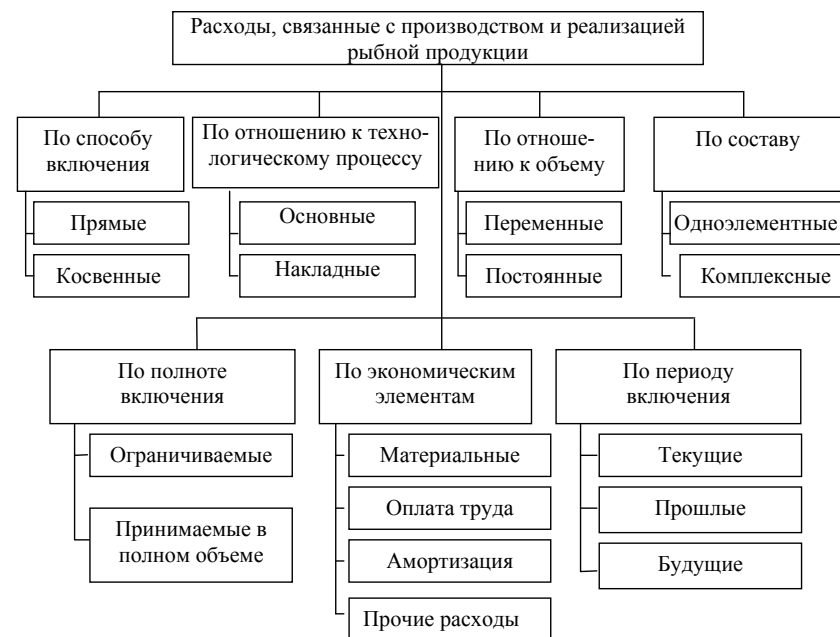 Расходы, связанные с производством и реализацией
рыбной продукции
По способу
включения
По отношению к техно-
логическому процессу
По отноше-
нию к объему
По составу
Прямые
Основные
Переменные
Одноэлементные
Косвенные
Накладные
Постоянные
Комплексные
По полноте
включения
По экономическим
элементам
По периоду
включения
Ограничиваемые
Материальные
Текущие
Принимаемые в
полном объеме
Оплата труда
Прошлые
Амортизация
Будущие
Прочие расходы